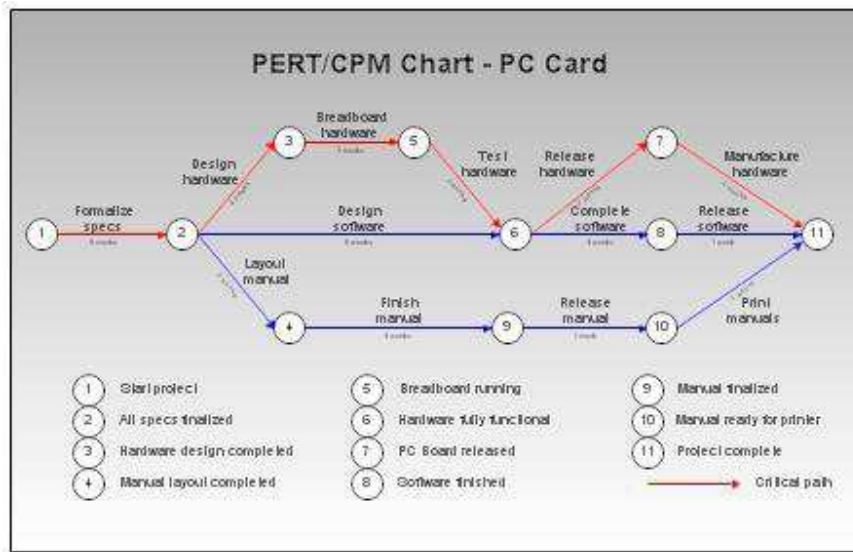 PERT/CPM Chart - PC Card
Breadboard
hardware
3
5
7
Design
hardware
Test
hardware
Release
hardware
Manufacture
hardware
Formalize
specs
Design
software
Complete
software
Release
software
1
2
6
8
11
Layout
manual
Finish
manual
Release
manual
Print
manuals
4
9
10
1 Start project
2 All specs finalized
3 Hardware design completed
4 Manual layout completed
5 Breadboard running
6 Hardware fully functional
7 PC Board released
8 Software finished
9 Manual finalized
10 Manual ready for printer
11 Project complete
Critical path